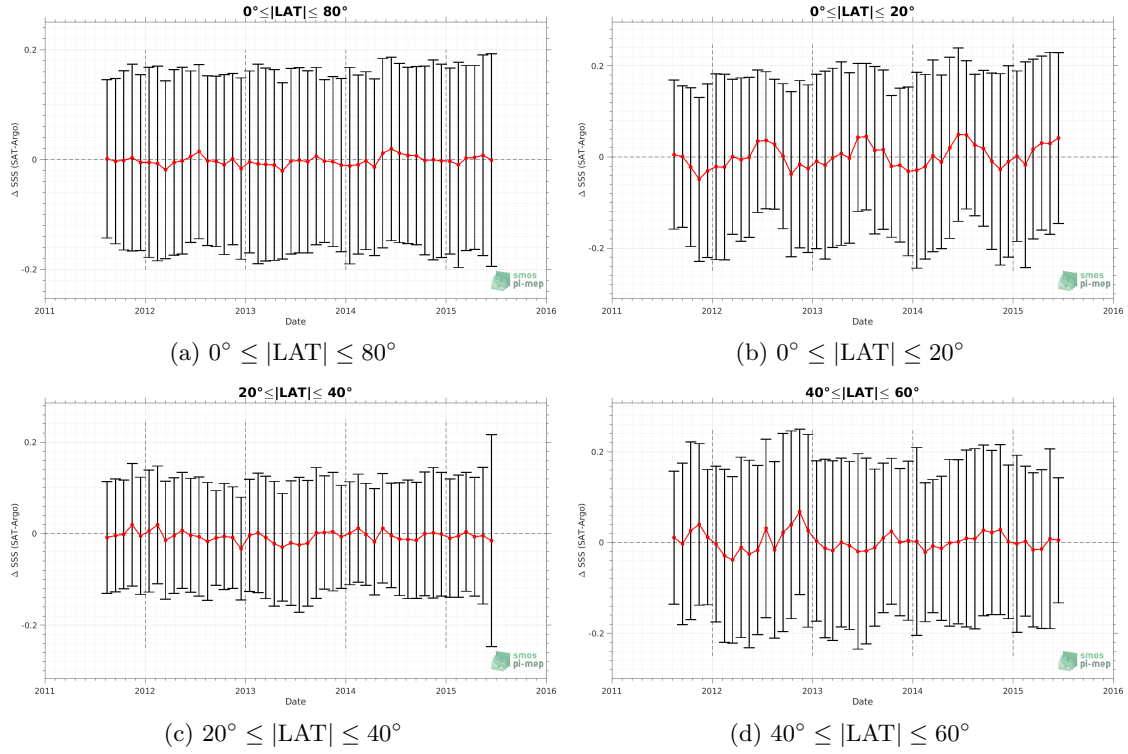 0°≤|LAT|≤ 80°
0.2
0
-0.2
Δ SSS (SAT-Argo)
smos
pi-mep
2011 2012 2013 2014 2015 2016
Date
(a) 0° ≤ |LAT| ≤ 80°
0°≤|LAT|≤ 20°
0.2
0
-0.2
Δ SSS (SAT-Argo)
smos
pi-mep
2011 2012 2013 2014 2015 2016
Date
(b) 0° ≤ |LAT| ≤ 20°
20°≤|LAT|≤ 40°
0.2
0
-0.2
Δ SSS (SAT-Argo)
smos
pi-mep
2011 2012 2013 2014 2015 2016
Date
(c) 20° ≤ |LAT| ≤ 40°
40°≤|LAT|≤ 60°
0.2
0
-0.2
Δ SSS (SAT-Argo)
smos
pi-mep
2011 2012 2013 2014 2015 2016
Date
(d) 40° ≤ |LAT| ≤ 60°